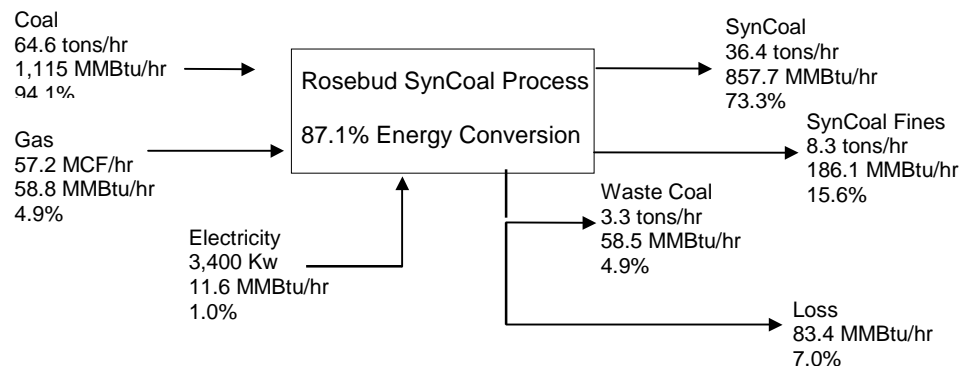 Coal
64.6 tons/hr
1,115 MMBtu/hr
94.1%
Gas
57.2 MCF/hr
58.8 MMBtu/hr
4.9%
Electricity
3,400 Kw
11.6 MMBtu/hr
1.0%
Rosebud SynCoal Process
87.1% Energy Conversion
SynCoal
36.4 tons/hr
857.7 MMBtu/hr
73.3%
SynCoal Fines
8.3 tons/hr
186.1 MMBtu/hr
15.6%
Waste Coal
3.3 tons/hr
58.5 MMBtu/hr
4.9%
Loss
83.4 MMBtu/hr
7.0%